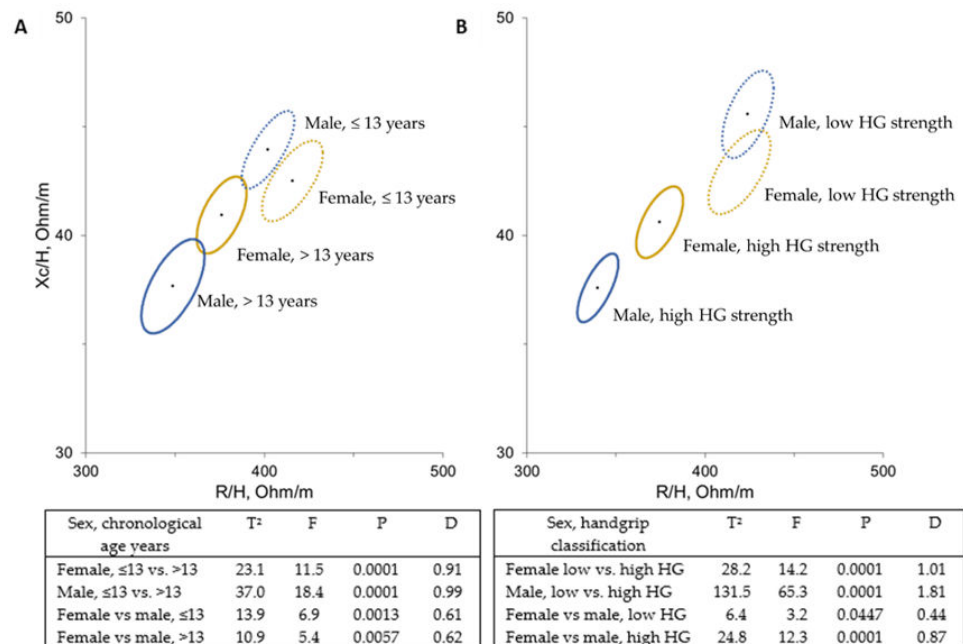 A
50
40
30
Xc/H, Ohm/m
Male, ≤ 13 years
Female, ≤ 13 years
Female, > 13 years
Male, > 13 years
300
400
500
R/H, Ohm/m
B
50
40
30
Male, low HG strength
Female, low HG strength
Female, high HG strength
Male, high HG strength
300
400
500
R/H, Ohm/m
Sex, chronological age years T² F P D
Female, ≤13 vs. >13 23.1 11.5 0.0001 0.91
Male, ≤13 vs. >13 37.0 18.4 0.0001 0.99
Female vs male, ≤13 13.9 6.9 0.0013 0.61
Female vs male, >13 10.9 5.4 0.0057 0.62
Sex, handgrip classification T² F P D
Female low vs. high HG 28.2 14.2 0.0001 1.01
Male, low vs. high HG 131.5 65.3 0.0001 1.81
Female vs male, low HG 6.4 3.2 0.0447 0.44
Female vs male, high HG 24.8 12.3 0.0001 0.87